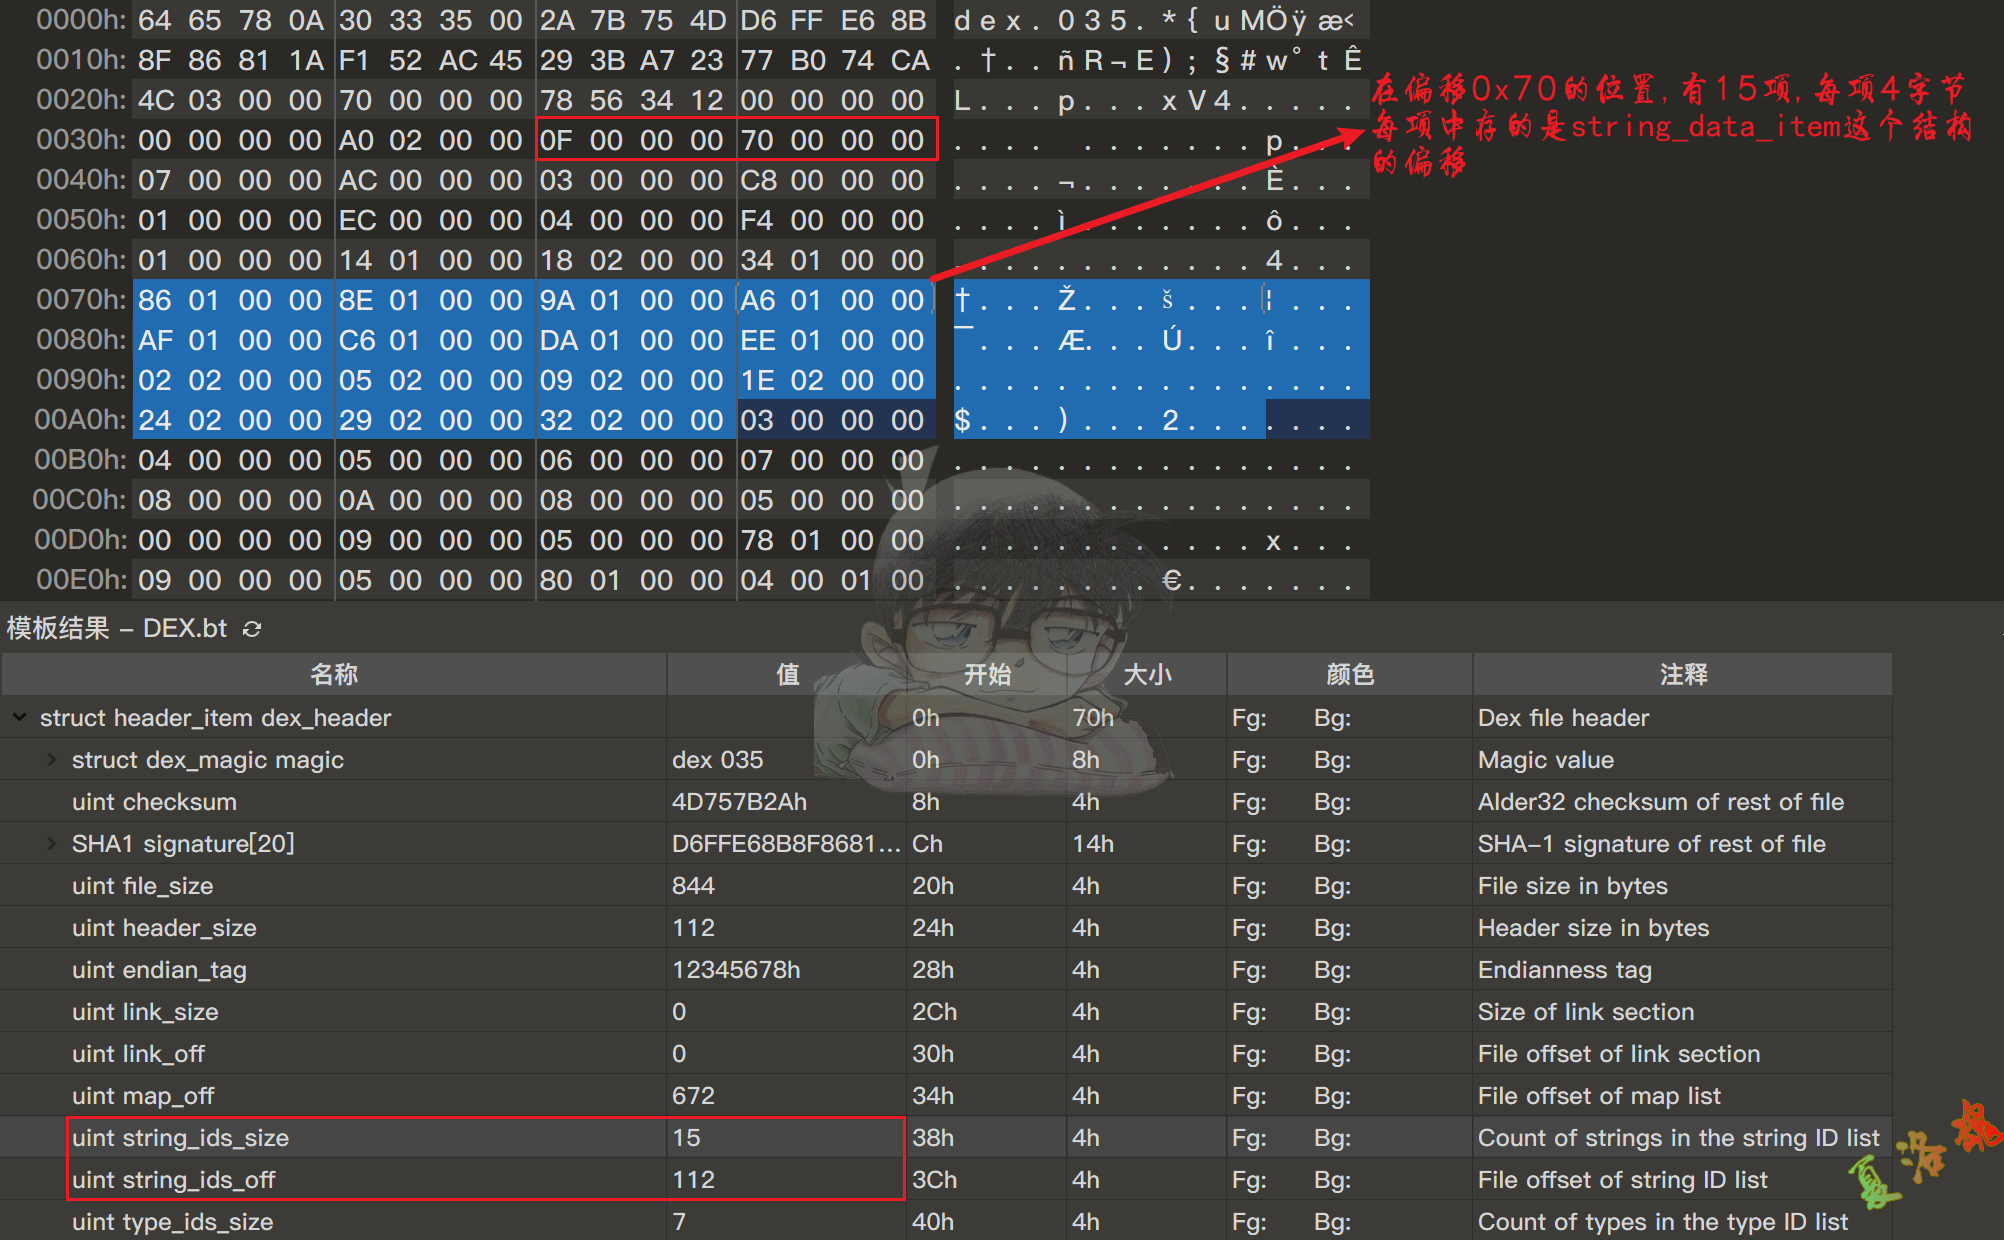 0000h: 64 65 78 0A 30 33 35 00 2A 7B 75 4D D6 FF E6 8B dex.035.*{uMÖÿæ‹
0010h: 8F 86 81 1A F1 52 AC 45 29 3B A7 23 77 B0 74 CA .†..ñR¬E);§#w°tÊ
0020h: 4C 03 00 00 70 00 00 00 78 56 34 12 00 00 00 00 L...p...xV4.....
在偏移0x70的位置,有15项,每项4字节
0030h: 00 00 00 00 A0 02 00 00 0F 00 00 00 70 00 00 00 .... .......p...
每项中存的是string_data_item这个结构
的偏移
0040h: 07 00 00 00 AC 00 00 00 03 00 00 00 C8 00 00 00 ....¬.......È...
0050h: 01 00 00 00 EC 00 00 00 04 00 00 00 F4 00 00 00 ....ì.......ô...
0060h: 01 00 00 00 14 01 00 00 18 02 00 00 34 01 00 00 ............4...
0070h: 86 01 00 00 8E 01 00 00 9A 01 00 00 A6 01 00 00 †...Ž...š...¦...
0080h: AF 01 00 00 C6 01 00 00 DA 01 00 00 EE 01 00 00 ¯...Æ...Ú...î...
0090h: 02 02 00 00 05 02 00 00 09 02 00 00 1E 02 00 00 ................
00A0h: 24 02 00 00 29 02 00 00 32 02 00 00 03 00 00 00 $...)...2.......
00B0h: 04 00 00 00 05 00 00 00 06 00 00 00 07 00 00 00 ................
00C0h: 08 00 00 00 0A 00 00 00 08 00 00 00 05 00 00 00 ................
00D0h: 00 00 00 00 09 00 00 00 05 00 00 00 78 01 00 00 ............x...
00E0h: 09 00 00 00 05 00 00 00 80 01 00 00 04 00 01 00 ........€.......
模板结果 – DEX.bt
名称 值 开始 大小 颜色 注释
struct header_item dex_header 0h 70h Fg: Bg: Dex file header
struct dex_magic magic dex 035 0h 8h Fg: Bg: Magic value
uint checksum 4D757B2Ah 8h 4h Fg: Bg: Alder32 checksum of rest of file
SHA1 signature[20] D6FFE68B8F8681... Ch 14h Fg: Bg: SHA-1 signature of rest of file
uint file_size 844 20h 4h Fg: Bg: File size in bytes
uint header_size 112 24h 4h Fg: Bg: Header size in bytes
uint endian_tag 12345678h 28h 4h Fg: Bg: Endianness tag
uint link_size 0 2Ch 4h Fg: Bg: Size of link section
uint link_off 0 30h 4h Fg: Bg: File offset of link section
uint map_off 672 34h 4h Fg: Bg: File offset of map list
uint string_ids_size 15 38h 4h Fg: Bg: Count of strings in the string ID list
uint string_ids_off 112 3Ch 4h Fg: Bg: File offset of string ID list
uint type_ids_size 7 40h 4h Fg: Bg: Count of types in the type ID list